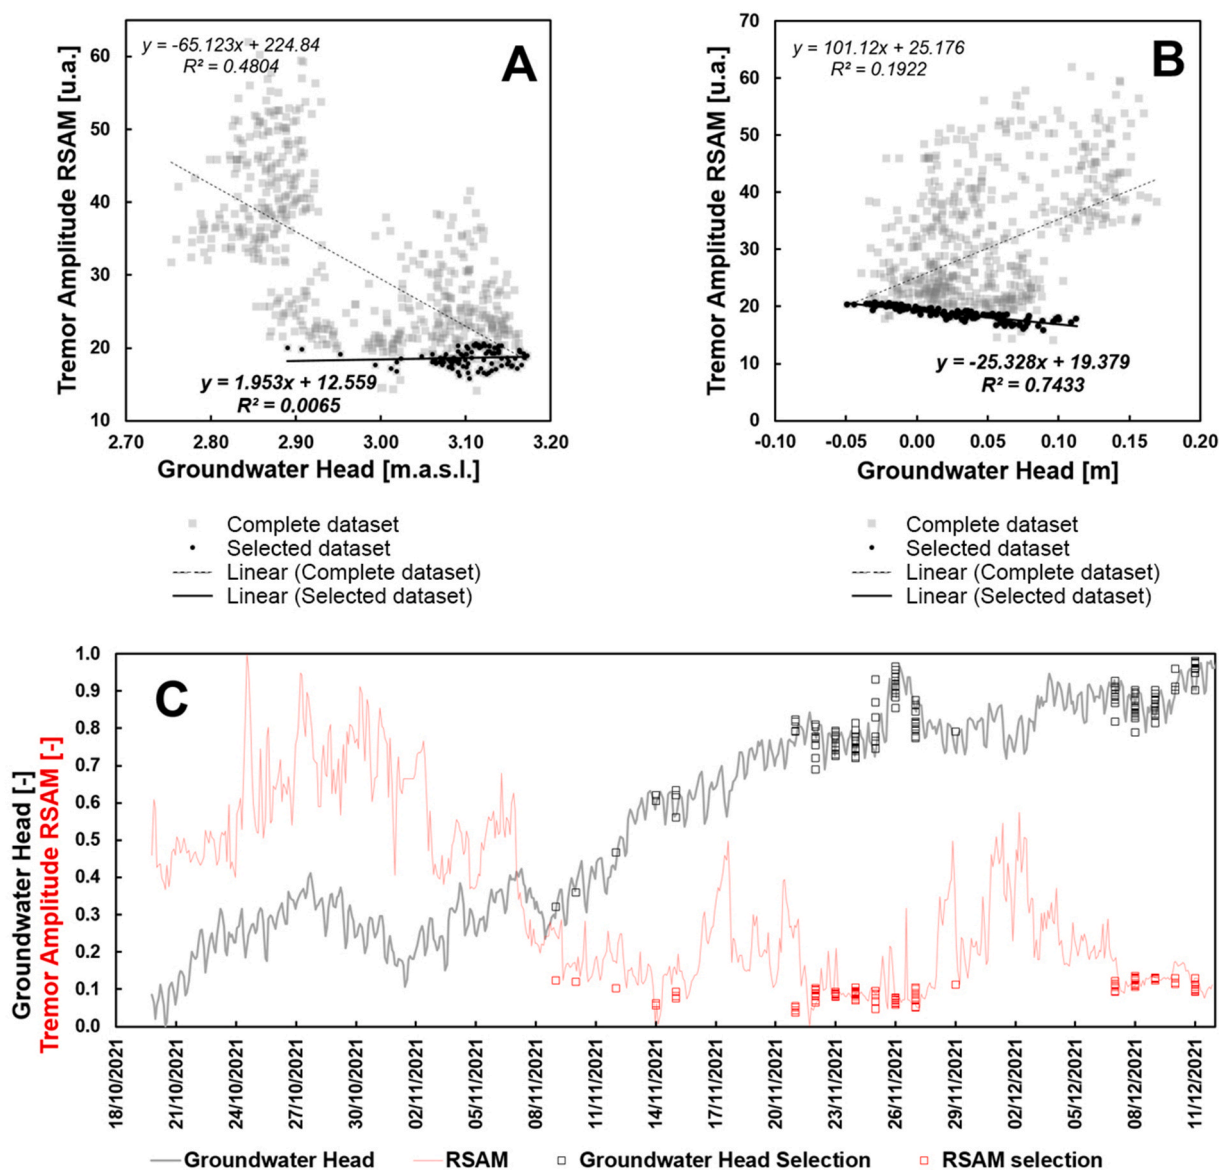 A
y = -65.123x + 224.84
R² = 0.4804
Tremor Amplitude RSAM [u.a.]
60
50
40
30
20
10
y = 1.953x + 12.559
R² = 0.0065
2.70 2.80 2.90 3.00 3.10 3.20
Groundwater Head [m.a.s.l.]
Complete dataset
Selected dataset
Linear (Complete dataset)
Linear (Selected dataset)
B
y = 101.12x + 25.176
R² = 0.1922
Tremor Amplitude RSAM [u.a.]
70
60
50
40
30
20
10
0
y = -25.328x + 19.379
R² = 0.7433
-0.10 -0.05 0.00 0.05 0.10 0.15 0.20
Groundwater Head [m]
Complete dataset
Selected dataset
Linear (Complete dataset)
Linear (Selected dataset)
C
Groundwater Head [-]
Tremor Amplitude RSAM [-]
1.0
0.9
0.8
0.7
0.6
0.5
0.4
0.3
0.2
0.1
0.0
18/10/2021
21/10/2021
24/10/2021
27/10/2021
30/10/2021
02/11/2021
05/11/2021
08/11/2021
11/11/2021
14/11/2021
17/11/2021
20/11/2021
23/11/2021
26/11/2021
29/11/2021
02/12/2021
05/12/2021
08/12/2021
11/12/2021
Groundwater Head RSAM Groundwater Head Selection RSAM selection